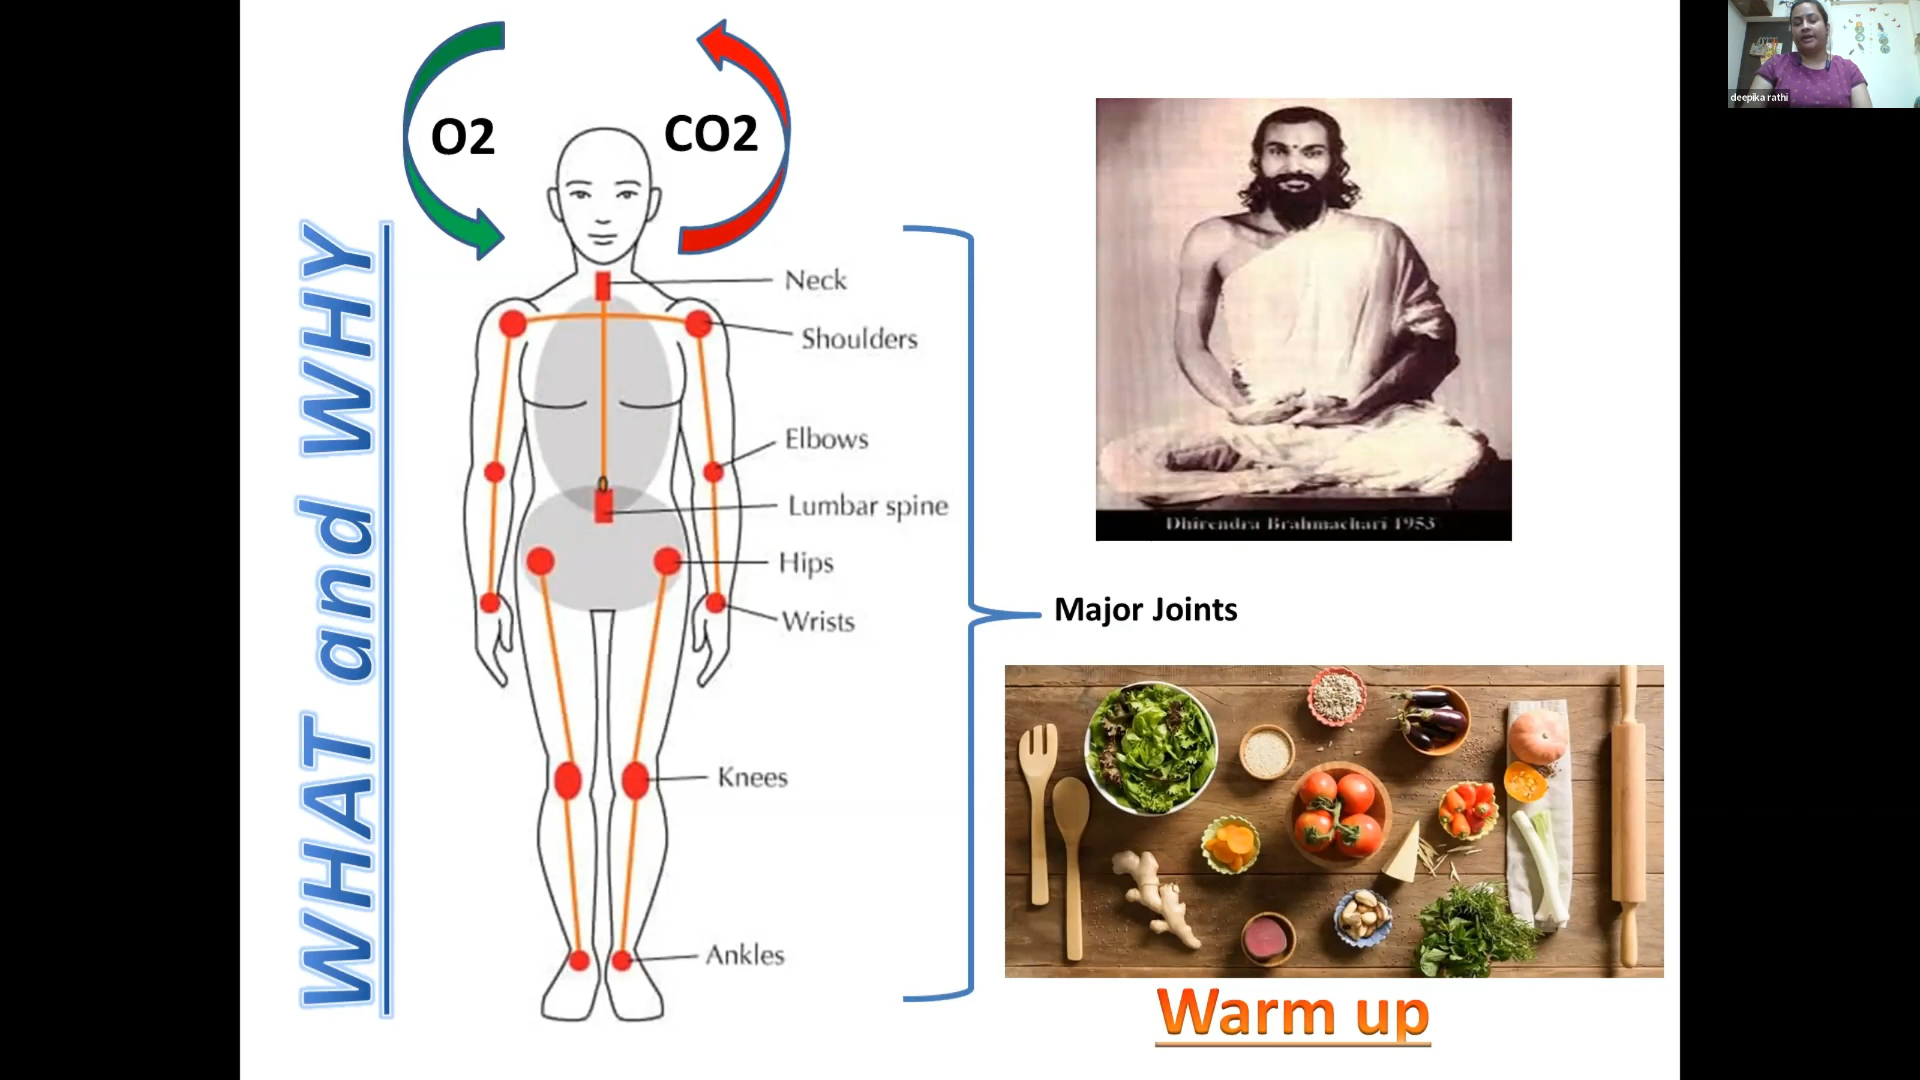 WHAT and WHY
O2
CO2
Neck
Shoulders
Elbows
Lumbar spine
Hips
Wrists
Knees
Ankles
Major Joints
Dhirendra Brahmachari 1953
Warm up
deepika rathi